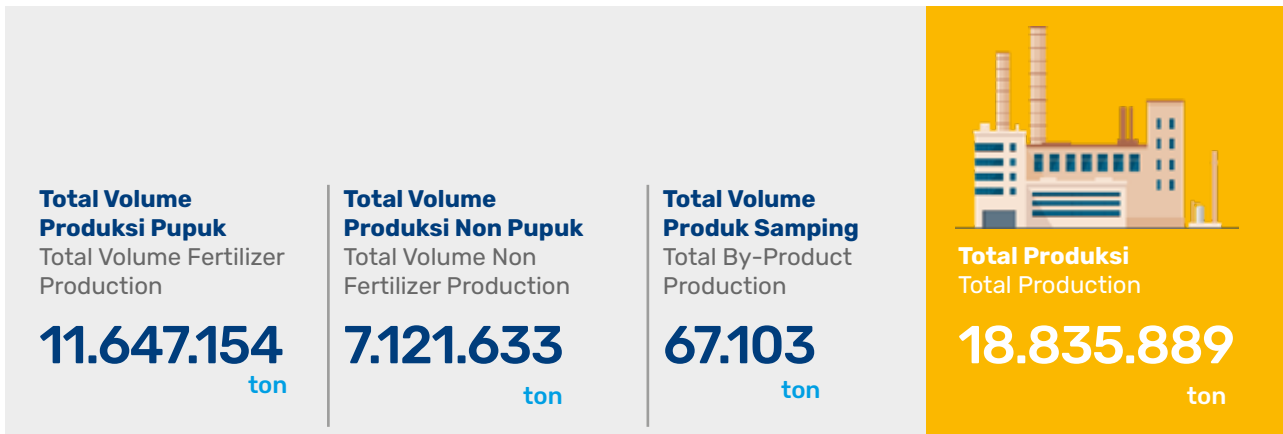 Total Volume
Produksi Pupuk
Total Volume Fertilizer
Production
11.647.154
ton
Total Volume
Produksi Non Pupuk
Total Volume Non
Fertilizer Production
7.121.633
ton
Total Volume
Produk Samping
Total By-Product
Production
67.103
ton
Total Produksi
Total Production
18.835.889
ton